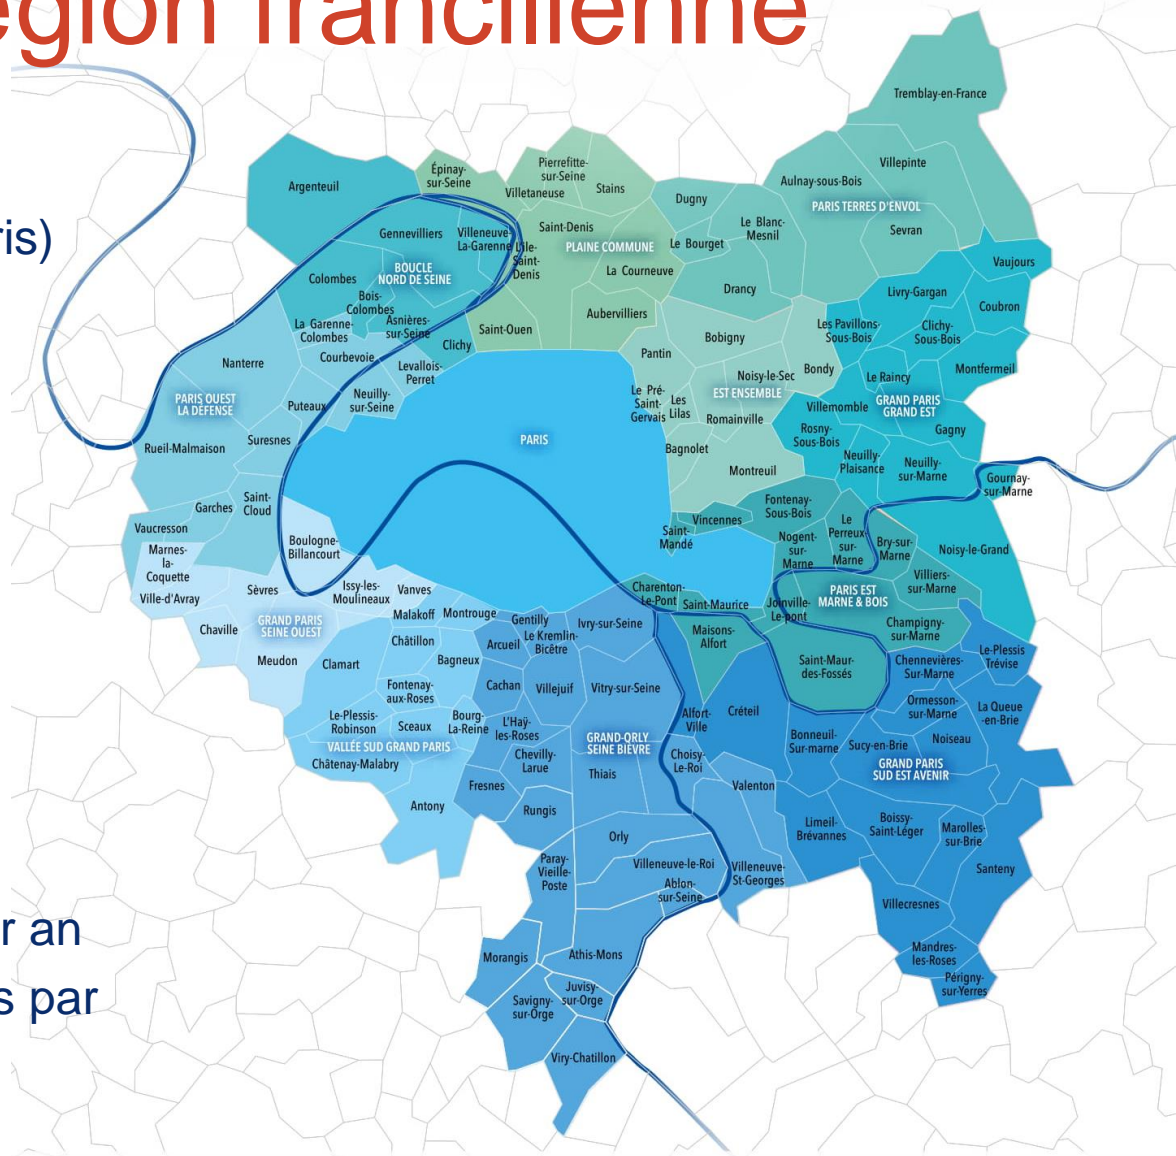 égion francilienne
ris)
r an
s par
Tremblay-en-France
Villepinte
Aulnay-sous-Bois
PARIS TERRES D'ENVOL
Sevran
Dugny
Le Blanc-
Mesnil
Le Bourget
Drancy
Épinay-
sur-Seine
Pierrefitte-
sur-Seine
Villetaneuse
Stains
Saint-Denis
PLAINE COMMUNE
L'Île-
Saint-
Denis
La Courneuve
Aubervilliers
Saint-Ouen
Argenteuil
Gennevilliers
Villeneuve-
La-Garenne
BOUCLE
NORD DE SEINE
Colombes
Bois-
Colombes
Asnières-
sur-Seine
Clichy
La Garenne-
Colombes
Courbevoie
Nanterre
Levallois-
Perret
Neuilly-
sur-Seine
PARIS OUEST
LA DÉFENSE
Puteaux
Rueil-Malmaison
Suresnes
Saint-
Cloud
Garches
Vaucresson
PARIS
Vaujours
Livry-Gargan
Coubron
Les Pavillons-
Sous-Bois
Clichy-
Sous-Bois
Montfermeil
Le Raincy
GRAND PARIS
GRAND EST
Villemomble
Gagny
Rosny-
Sous-Bois
Neuilly-
Plaisance
Neuilly-
sur-Marne
Gournay-
sur-Marne
Noisy-le-Grand
Bobigny
Pantin
Noisy-le-Sec
Bondy
EST ENSEMBLE
Le Pré-
Saint-
Gervais
Les
Lilas
Romainville
Bagnolet
Montreuil
Fontenay-
Sous-Bois
Vincennes
Saint-
Mandé
Nogent-
sur-
Marne
Le
Perreux
sur-
Marne
Bry-sur-
Marne
Villiers-
sur-Marne
PARIS EST
MARNE & BOIS
Charenton-
Le-Pont
Saint-Maurice
Joinville-
Le-pont
Champigny-
sur-Marne
Maisons-
Alfort
Saint-Maur-
des-Fossés
Marnes-
la-
Coquette
Ville-d'Avray
Boulogne-
Billancourt
Sèvres
Issy-les-
Moulineaux
Vanves
GRAND PARIS
SEINE OUEST
Chaville
Meudon
Malakoff
Montrouge
Châtillon
Clamart
Bagneux
Fontenay-
aux-Roses
Le-Plessis-
Robinson
Sceaux
Bourg-
La-Reine
VALLÉE SUD GRAND PARIS
Châtenay-Malabry
Antony
Gentilly
Ivry-sur-Seine
Arcueil
Le Kremlin-
Bicêtre
Cachan
Villejuif
Vitry-sur-Seine
L'Haÿ-
les-Roses
GRAND-ORLY
SEINE BIÈVRE
Chevilly-
Larue
Thiais
Choisy-
Le-Roi
Fresnes
Rungis
Valenton
Orly
Paray-
Vieille-
Poste
Villeneuve-le-Roi
Ablon-
sur-Seine
Villeneuve-
St-Georges
Morangis
Athis-Mons
Savigny-
sur-Orge
Juvisy-
sur-Orge
Viry-Chatillon
Alfort-
Ville
Créteil
Chennevières-
Sur-Marne
Le-Plessis
Trévise
Ormesson-
sur-Marne
La Queue
-en-Brie
Bonneuil-
Sur-marne
Sucy-en-Brie
Noiseau
GRAND PARIS
SUD EST AVENIR
Limeil-
Brévannes
Boissy-
Saint-Léger
Marolles-
sur-Brie
Santeny
Villecresnes
Mandres-
les-Roses
Périgny-
sur-Yerres